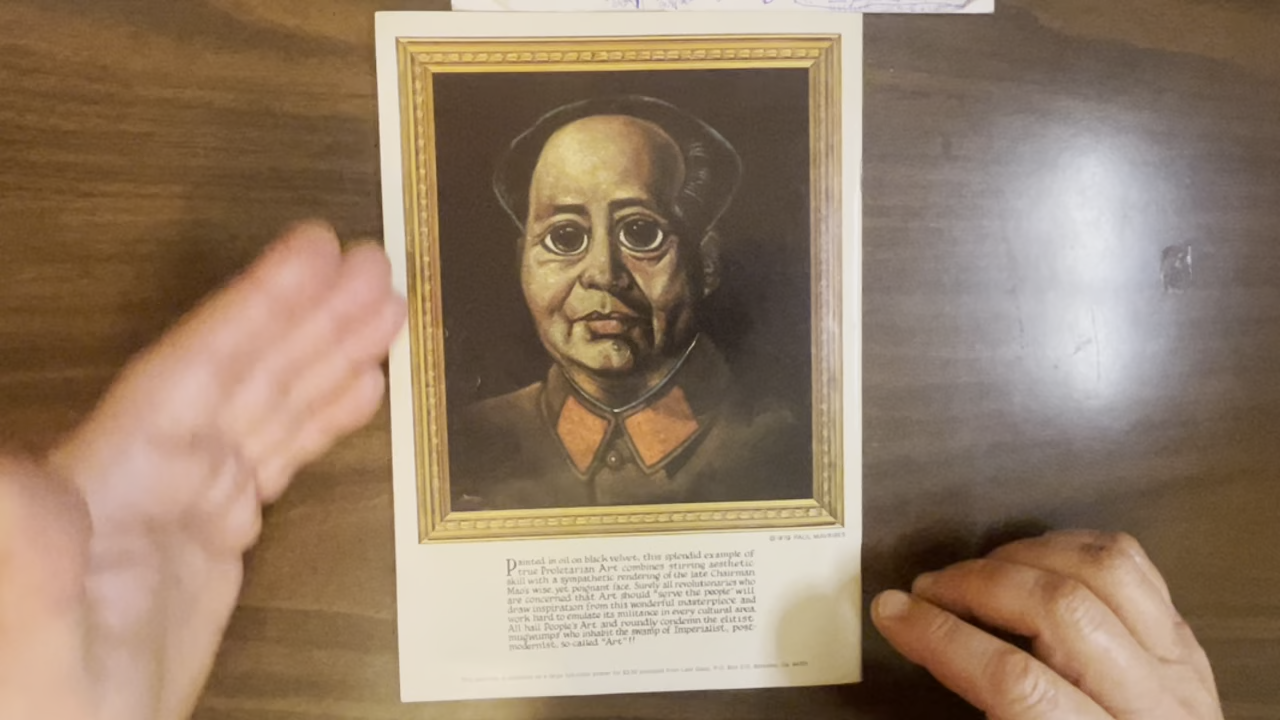 Painted in oil on black velvet, this splendid example of
true Proletarian Art combines stirring aesthetic
skill with a sympathetic rendering of the late Chairman
Mao's wise, yet poignant face. Surely all revolutionaries who
are concerned that Art should "serve the people" will
draw inspiration from this wonderful masterpiece and
work hard to emulate its militance in every cultural area.
All hail People's Art and roundly condemn the elitist
mugwumps who inhabit the swamp of Imperialist, post-
modernist, so-called "Art"!!